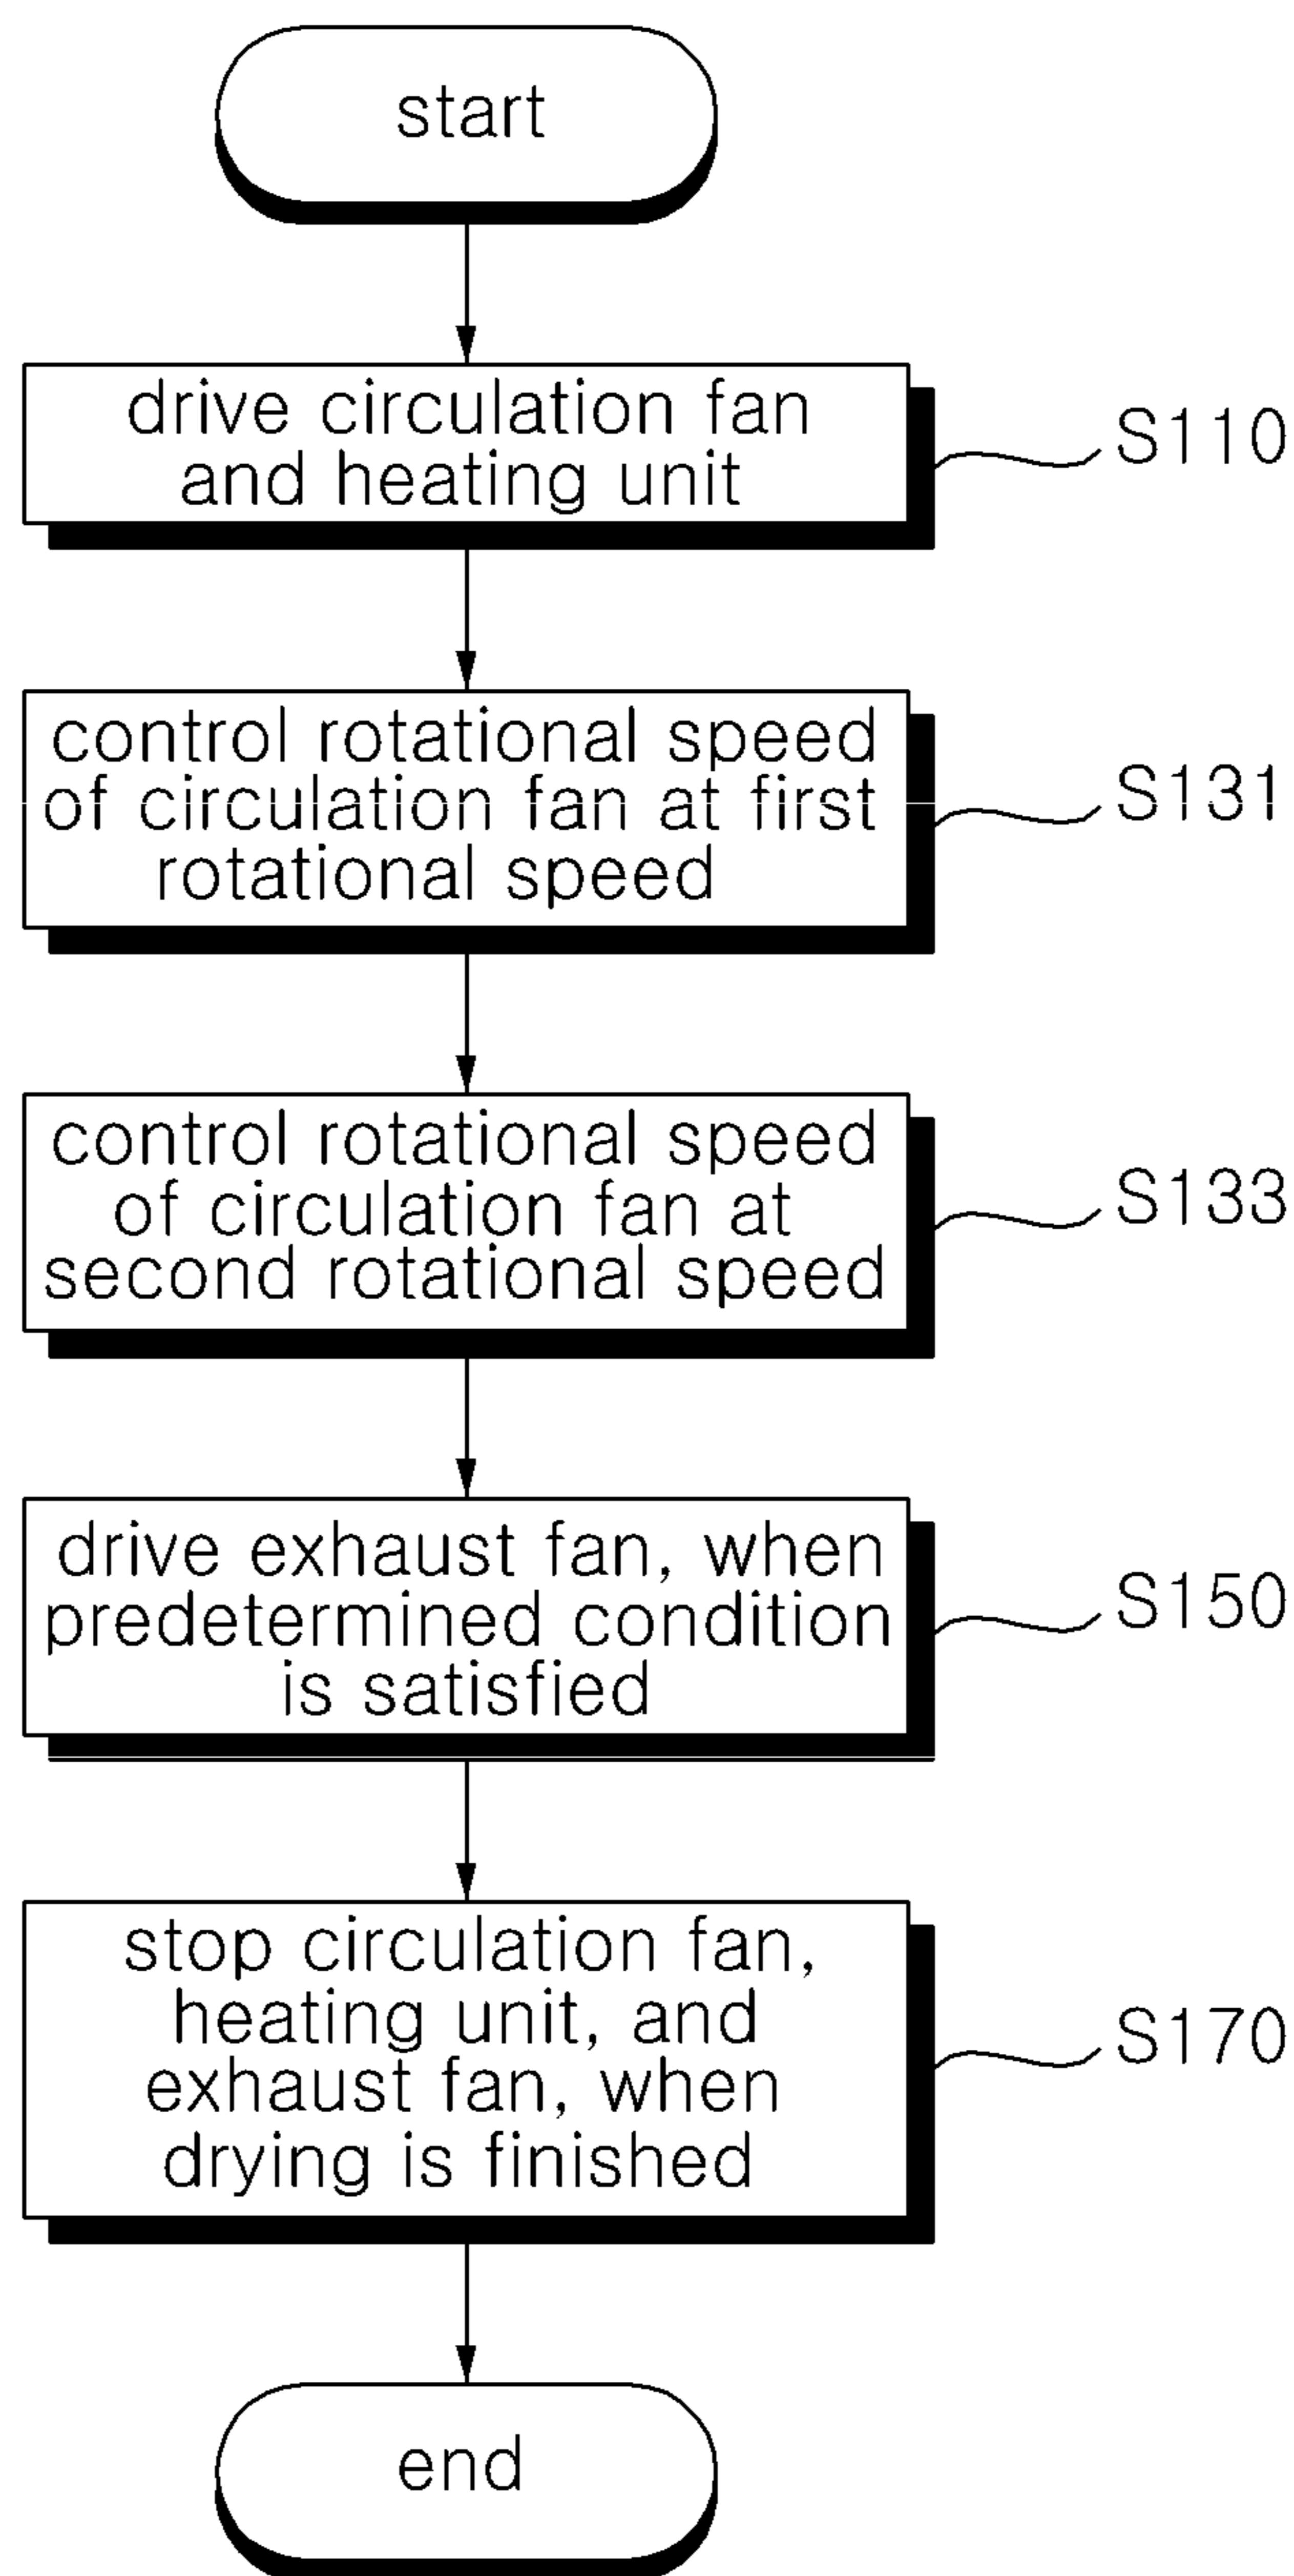 start
drive circulation fan
and heating unit
S110
control rotational speed
of circulation fan at first
rotational speed
S131
control rotational speed
of circulation fan at
second rotational speed
S133
drive exhaust fan, when
predetermined condition
is satisfied
S150
stop circulation fan,
heating unit, and
exhaust fan, when
drying is finished
S170
end